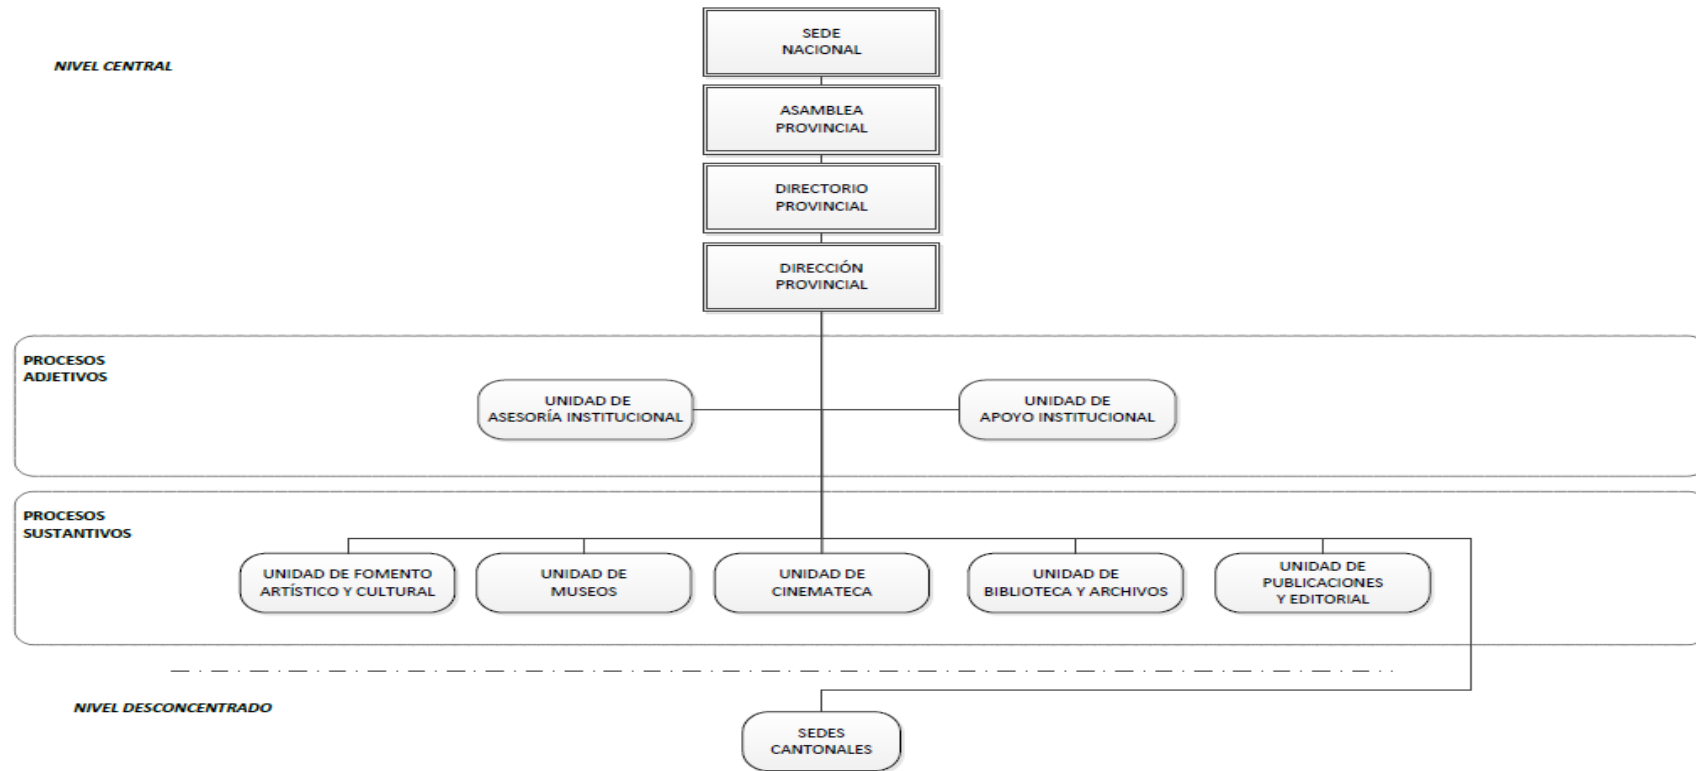 SEDE
NACIONAL
NIVEL CENTRAL
ASAMBLEA
PROVINCIAL
DIRECTORIO
PROVINCIAL
DIRECCIÓN
PROVINCIAL
PROCESOS
ADJETIVOS
UNIDAD DE
ASESORÍA INSTITUCIONAL
UNIDAD DE
APOYO INSTITUCIONAL
PROCESOS
SUSTANTIVOS
UNIDAD DE FOMENTO
ARTÍSTICO Y CULTURAL
UNIDAD DE
MUSEOS
UNIDAD DE
CINEMATECA
UNIDAD DE
BIBLIOTECA Y ARCHIVOS
UNIDAD DE
PUBLICACIONES
Y EDITORIAL
NIVEL DESCONCENTRADO
SEDES
CANTONALES